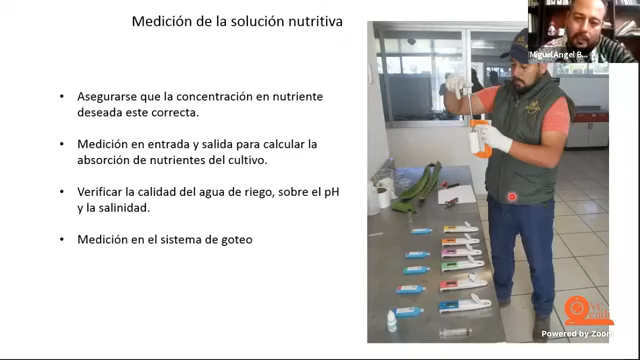 Medición de la solución nutritiva
Miguel Angel B...
• Asegurarse que la concentración en nutriente
deseada este correcta.
• Medición en entrada y salida para calcular la
absorción de nutrientes del cultivo.
• Verificar la calidad del agua de riego, sobre el pH
y la salinidad.
• Medición en el sistema de goteo
Powered by Zoom